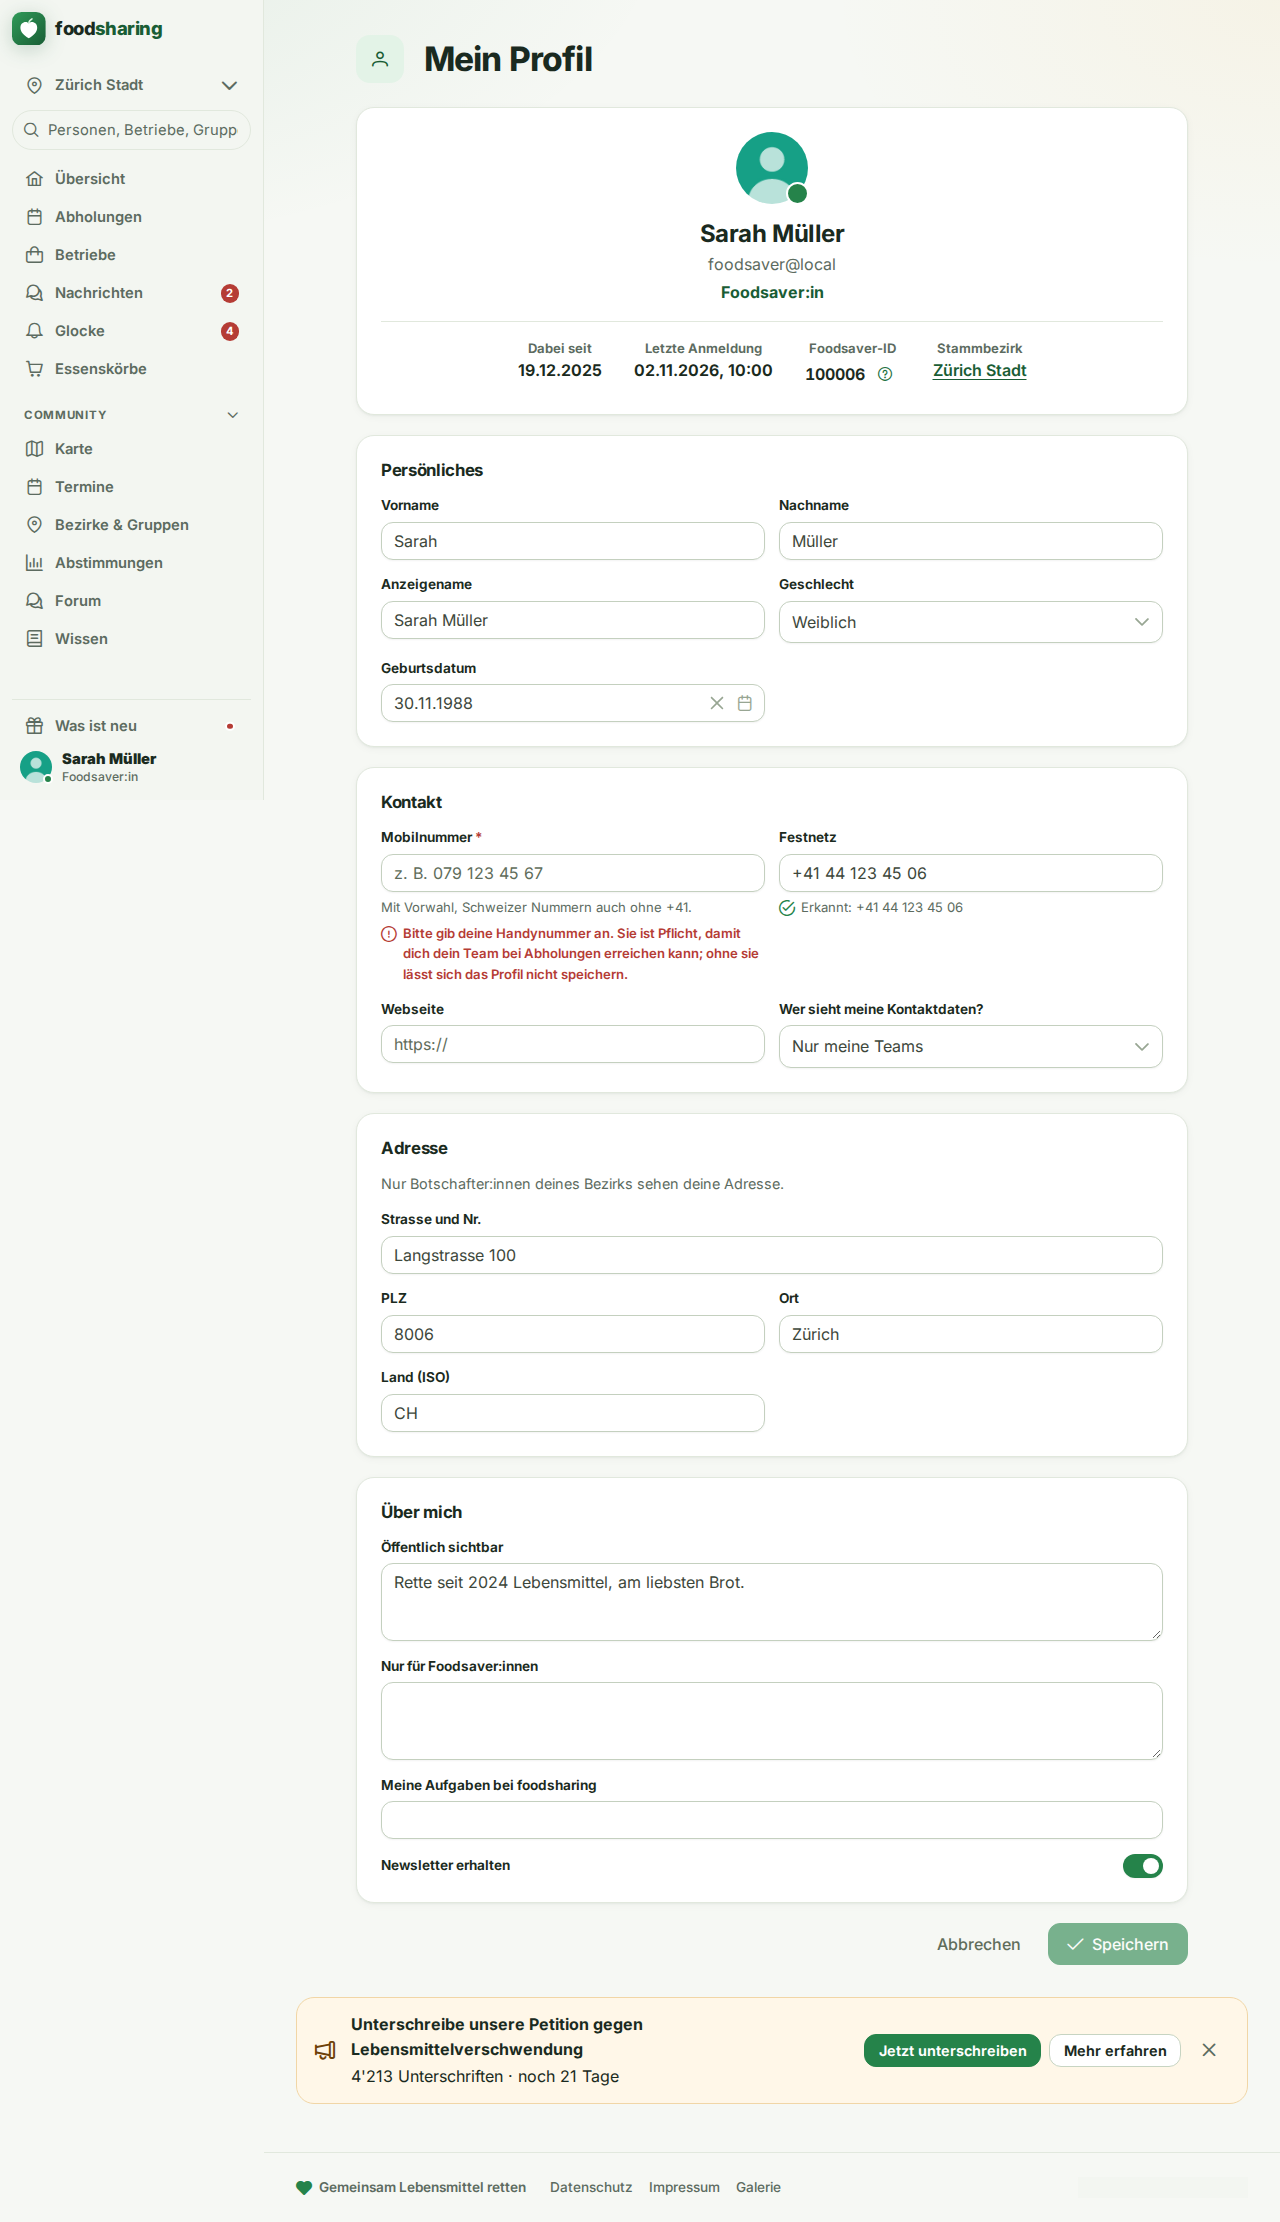 foodsharing
Zürich Stadt
Personen, Betriebe, Grupp
Übersicht
Abholungen
Betriebe
Nachrichten 2
Glocke 4
Essenskörbe
COMMUNITY
Karte
Termine
Bezirke & Gruppen
Abstimmungen
Forum
Wissen
Was ist neu
Sarah Müller
Foodsaver:in
Mein Profil
Sarah Müller
foodsaver@local
Foodsaver:in
Dabei seit Letzte Anmeldung Foodsaver-ID Stammbezirk
19.12.2025 02.11.2026, 10:00 100006 Zürich Stadt
Persönliches
Vorname Nachname
Sarah Müller
Anzeigename Geschlecht
Sarah Müller Weiblich
Geburtsdatum
30.11.1988
Kontakt
Mobilnummer * Festnetz
z. B. 079 123 45 67 +41 44 123 45 06
Mit Vorwahl, Schweizer Nummern auch ohne +41. Erkannt: +41 44 123 45 06
Bitte gib deine Handynummer an. Sie ist Pflicht, damit
dich dein Team bei Abholungen erreichen kann; ohne sie
lässt sich das Profil nicht speichern.
Webseite Wer sieht meine Kontaktdaten?
https:// Nur meine Teams
Adresse
Nur Botschafter:innen deines Bezirks sehen deine Adresse.
Strasse und Nr.
Langstrasse 100
PLZ Ort
8006 Zürich
Land (ISO)
CH
Über mich
Öffentlich sichtbar
Rette seit 2024 Lebensmittel, am liebsten Brot.
Nur für Foodsaver:innen
Meine Aufgaben bei foodsharing
Newsletter erhalten
Abbrechen Speichern
Unterschreibe unsere Petition gegen
Lebensmittelverschwendung
4'213 Unterschriften · noch 21 Tage
Jetzt unterschreiben Mehr erfahren
Gemeinsam Lebensmittel retten Datenschutz Impressum Galerie